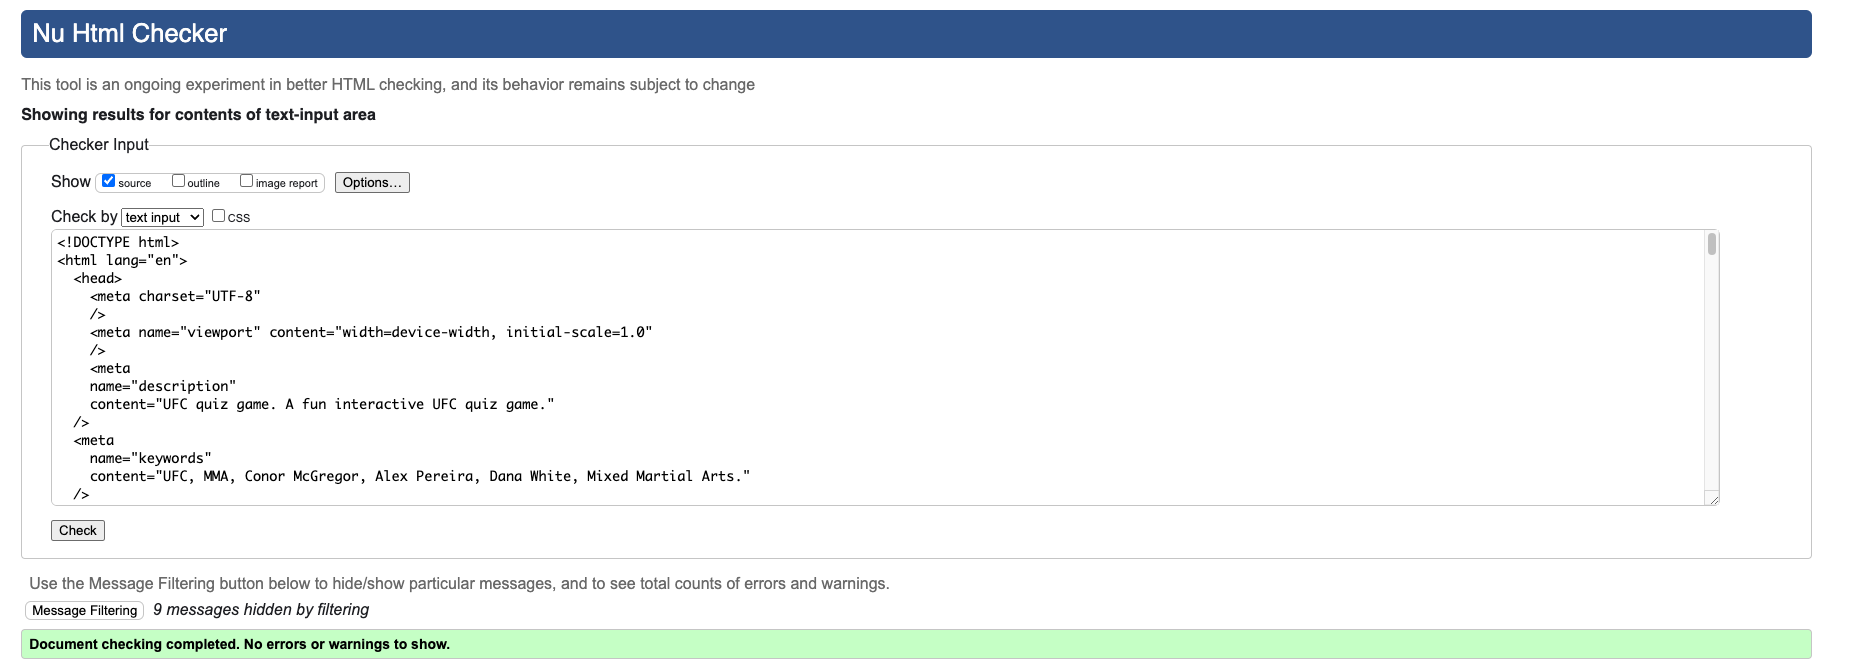 Nu Html Checker
This tool is an ongoing experiment in better HTML checking, and its behavior remains subject to change
Showing results for contents of text-input area
Checker Input
Show source outline image report Options...
Check by text input css
<!DOCTYPE html>
<html lang="en">
  <head>
    <meta charset="UTF-8"
    />
    <meta name="viewport" content="width=device-width, initial-scale=1.0"
    />
    <meta
    name="description"
    content="UFC quiz game. A fun interactive UFC quiz game."
  />
  <meta
    name="keywords"
    content="UFC, MMA, Conor McGregor, Alex Pereira, Dana White, Mixed Martial Arts."
  />
Check
Use the Message Filtering button below to hide/show particular messages, and to see total counts of errors and warnings.
Message Filtering 9 messages hidden by filtering
Document checking completed. No errors or warnings to show.